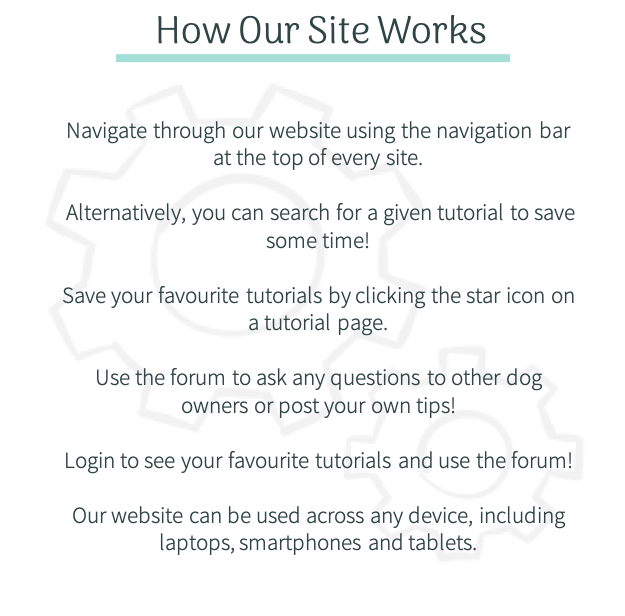 How Our Site Works
Navigate through our website using the navigation bar
at the top of every site.
Alternatively, you can search for a given tutorial to save
some time!
Save your favourite tutorials by clicking the star icon on
a tutorial page.
Use the forum to ask any questions to other dog
owners or post your own tips!
Login to see your favourite tutorials and use the forum!
Our website can be used across any device, including
laptops, smartphones and tablets.